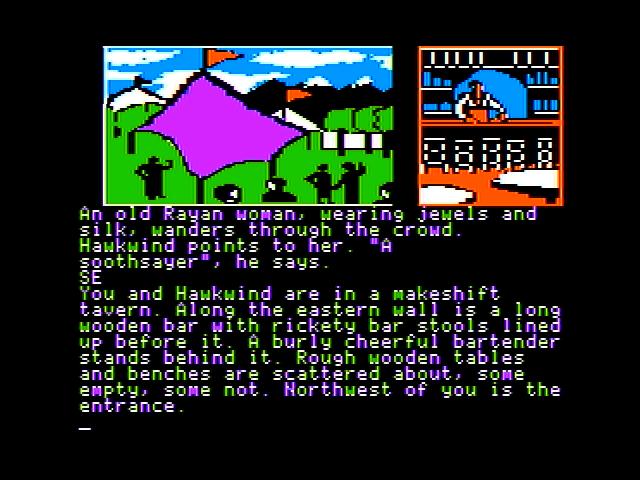 An old Rayan woman, wearing jewels and
silk, wanders through the crowd.
Hawkwind points to her. "A
soothsayer", he says.
SE
You and Hawkwind are in a makeshift
tavern. Along the eastern wall is a long
wooden bar with rickety bar stools lined
up before it. A burly cheerful bartender
stands behind it. Rough wooden tables
and benches are scattered about, some
empty, some not. Northwest of you is the
entrance.